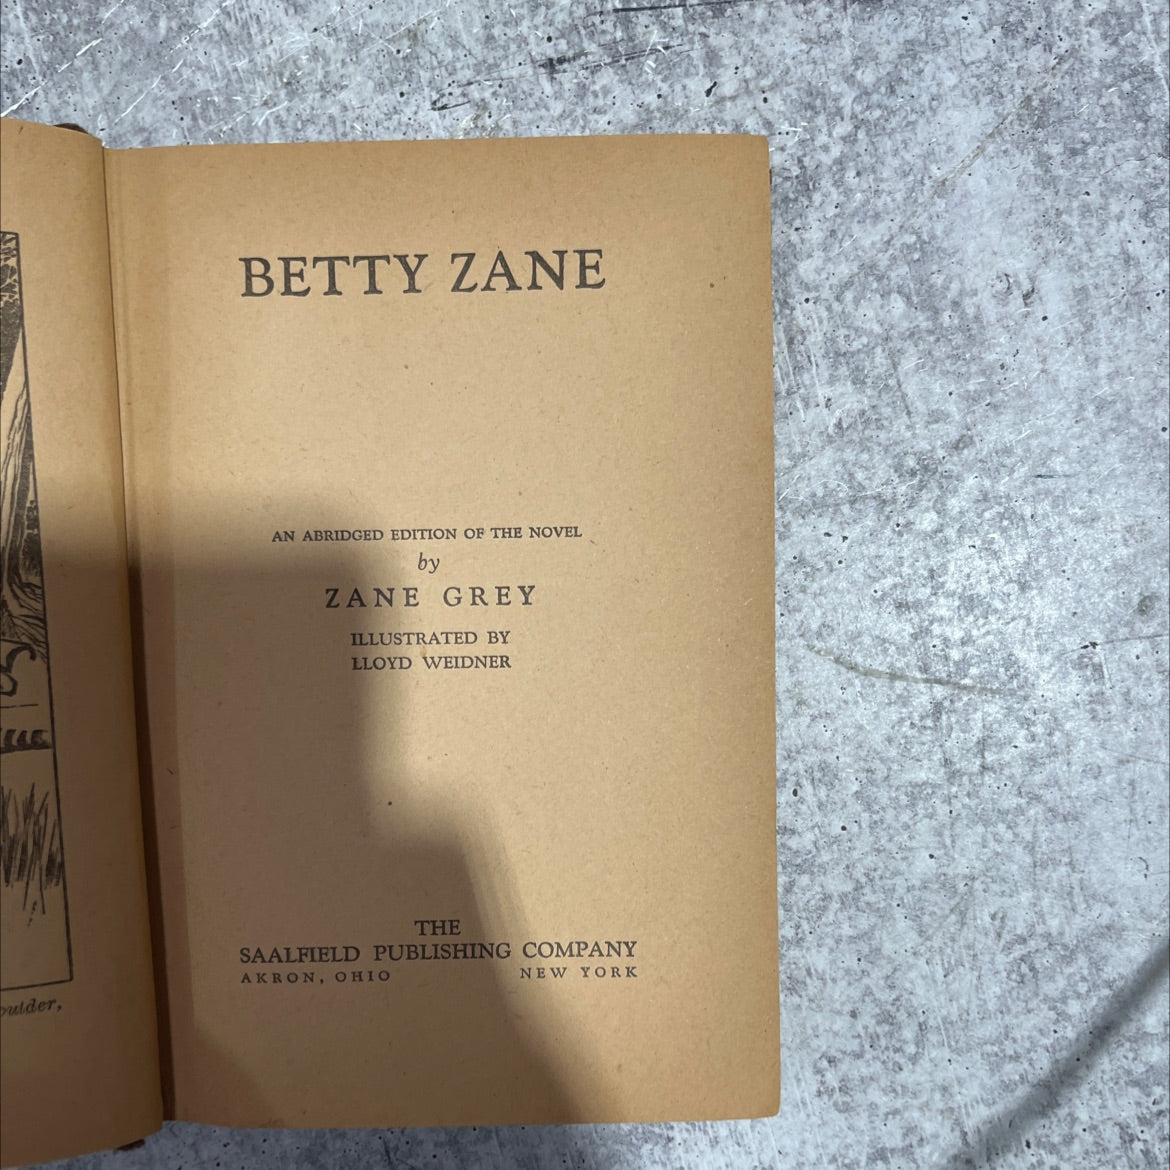 BETTY ZANE
AN ABRIDGED EDITION OF THE NOVEL
by
ZANE GREY
ILLUSTRATED BY
LLOYD WEIDNER
THE
SAALFIELD PUBLISHING COMPANY
AKRON, OHIO NEW YORK